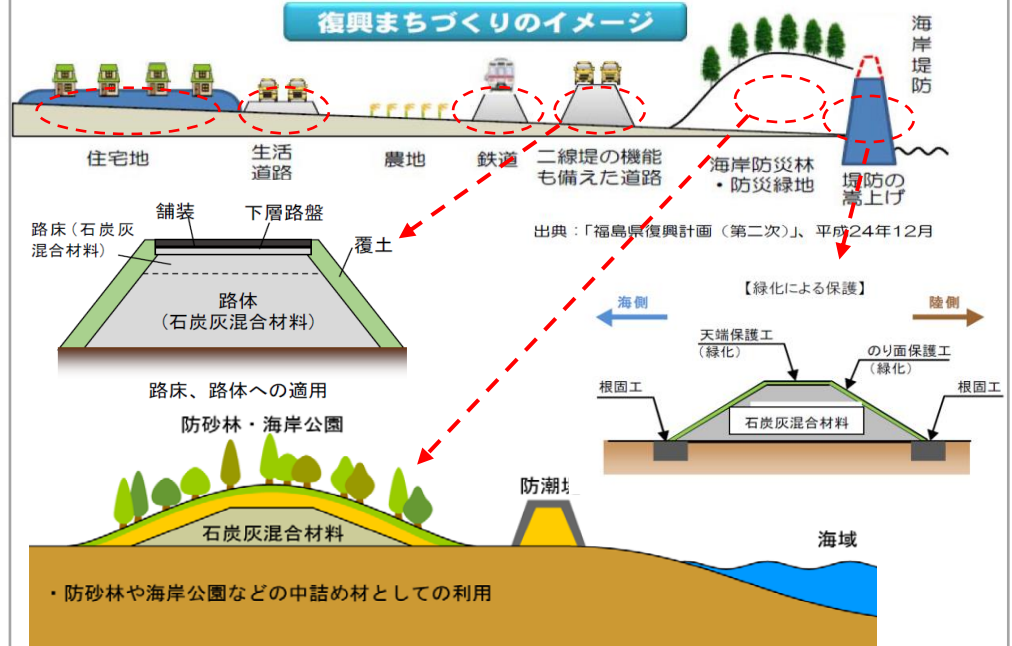 復興まちづくりのイメージ
海岸堤防
住宅地
生活
道路
農地
鉄道
二線堤の機能
も備えた道路
海岸防災林
・防災緑地
堤防の
嵩上げ
出典：「福島県復興計画（第二次）」、平成24年12月
舗装
下層路盤
路床（石炭灰
混合材料）
覆土
路体
（石炭灰混合材料）
路床、路体への適用
【緑化による保護】
海側
陸側
天端保護工
（緑化）
のり面保護工
（緑化）
根固工
根固工
石炭灰混合材料
防砂林・海岸公園
石炭灰混合材料
防潮
海域
・防砂林や海岸公園などの中詰め材としての利用